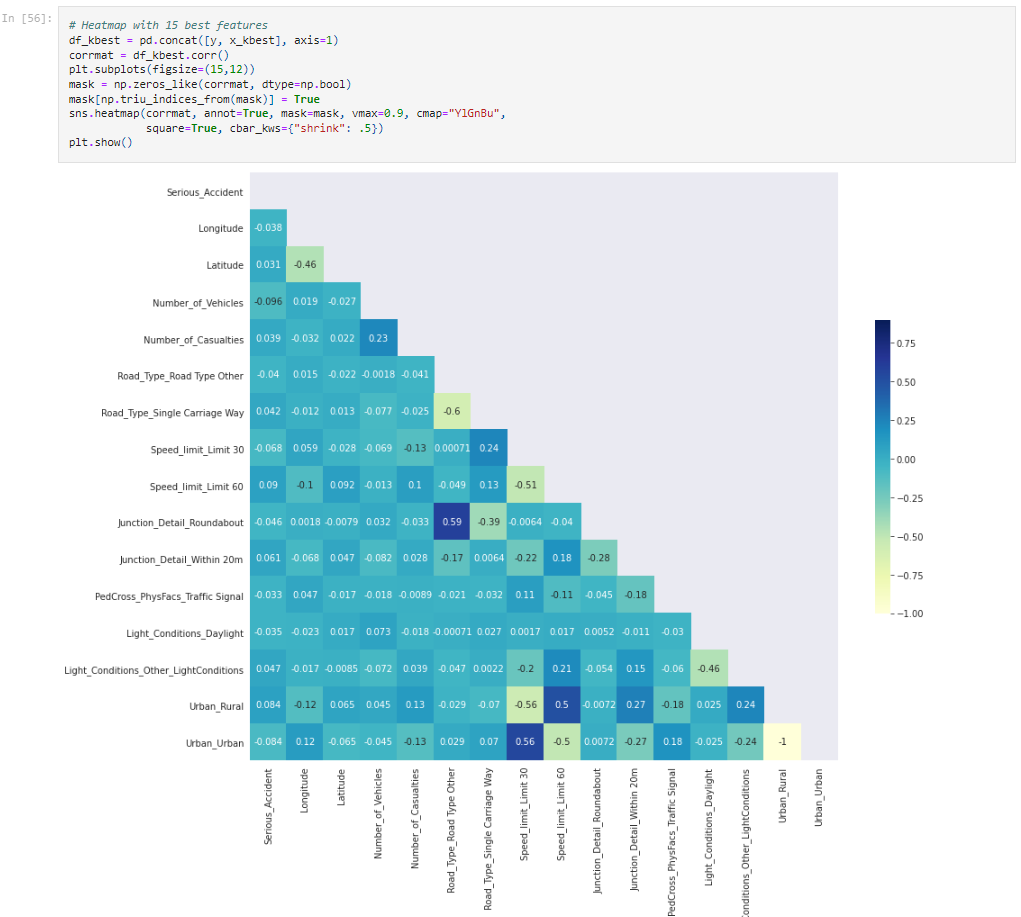 In [56]:
# Heatmap with 15 best features
df_kbest = pd.concat([y, x_kbest], axis=1)
corrmat = df_kbest.corr()
plt.subplots(figsize=(15,12))
mask = np.zeros_like(corrmat, dtype=np.bool)
mask[np.triu_indices_from(mask)] = True
sns.heatmap(corrmat, annot=True, mask=mask, vmax=0.9, cmap="YlGnBu",
square=True, cbar_kws={"shrink": .5})
plt.show()
Serious_Accident
Longitude -0.038
Latitude 0.031 -0.46
Number_of_Vehicles -0.096 0.019 -0.027
Number_of_Casualties 0.039 -0.032 0.022 0.23
Road_Type_Road Type Other -0.04 0.015 -0.022 -0.0018 -0.041
Road_Type_Single Carriage Way 0.042 -0.012 0.013 -0.077 -0.025 -0.6
Speed_limit_Limit 30 -0.068 0.059 -0.028 -0.069 -0.13 0.00071 0.24
Speed_limit_Limit 60 0.09 -0.1 0.092 -0.013 0.1 -0.049 0.13 -0.51
Junction_Detail_Roundabout -0.046 0.0018 -0.0079 0.032 -0.033 0.59 -0.39 -0.0064 -0.04
Junction_Detail_Within 20m 0.061 -0.068 0.047 -0.082 0.028 -0.17 0.0064 -0.22 0.18 -0.28
PedCross_PhysFacs_Traffic Signal -0.033 0.047 -0.017 -0.018 -0.0089 -0.021 -0.032 0.11 -0.11 -0.045 -0.18
Light_Conditions_Daylight -0.035 -0.023 0.017 0.073 -0.018 -0.00071 0.027 0.0017 0.017 0.0052 -0.011 -0.03
Light_Conditions_Other_LightConditions 0.047 -0.017 -0.0085 -0.072 0.039 -0.047 0.0022 -0.2 0.21 -0.054 0.15 -0.06 -0.46
Urban_Rural 0.084 -0.12 0.065 0.045 0.13 -0.029 -0.07 -0.56 0.5 -0.0072 0.27 -0.18 0.025 0.24
Urban_Urban -0.084 0.12 -0.065 -0.045 -0.13 0.029 0.07 0.56 -0.5 0.0072 -0.27 0.18 -0.025 -0.24 -1
Serious_Accident
Longitude
Latitude
Number_of_Vehicles
Number_of_Casualties
Road_Type_Road Type Other
Road_Type_Single Carriage Way
Speed_limit_Limit 30
Speed_limit_Limit 60
Junction_Detail_Roundabout
Junction_Detail_Within 20m
PedCross_PhysFacs_Traffic Signal
Light_Conditions_Daylight
onditions_Other_LightConditions
Urban_Rural
Urban_Urban
0.75
0.50
0.25
0.00
−0.25
−0.50
−0.75
−1.00